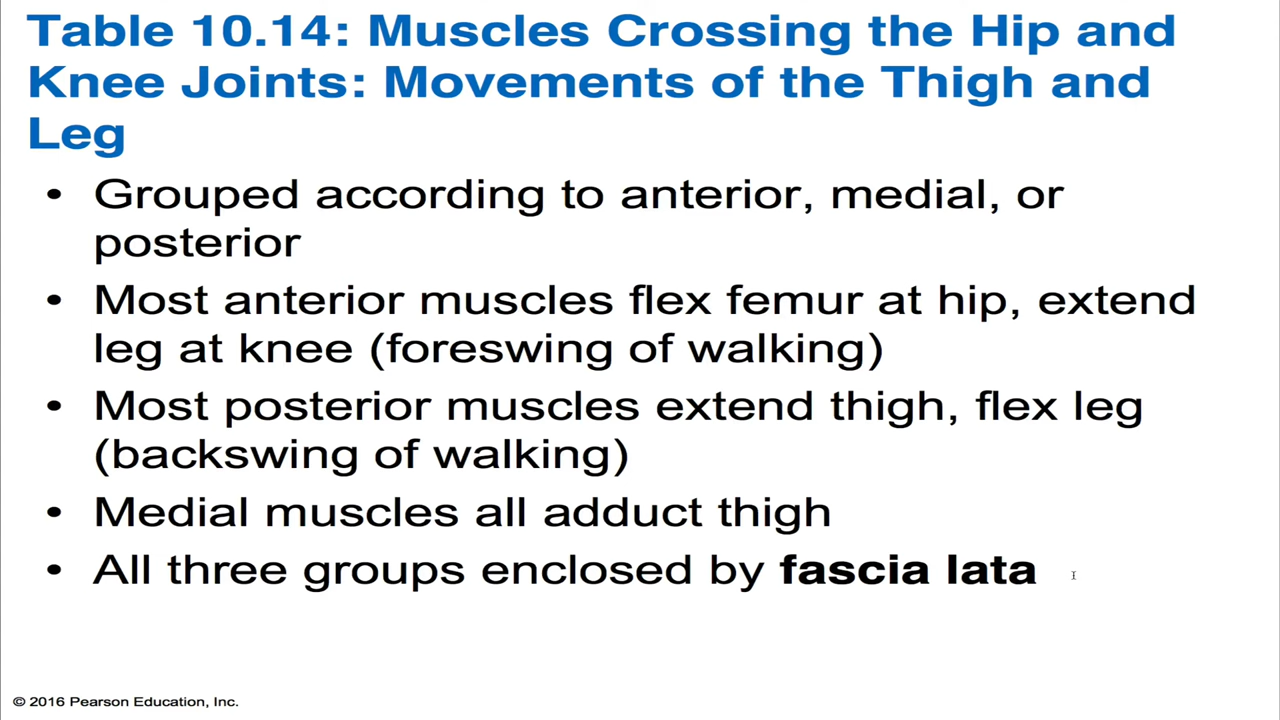 Table 10.14: Muscles Crossing the Hip and
Knee Joints: Movements of the Thigh and
Leg
• Grouped according to anterior, medial, or
posterior
• Most anterior muscles flex femur at hip, extend
leg at knee (foreswing of walking)
• Most posterior muscles extend thigh, flex leg
(backswing of walking)
• Medial muscles all adduct thigh
• All three groups enclosed by fascia lata
© 2016 Pearson Education, Inc.